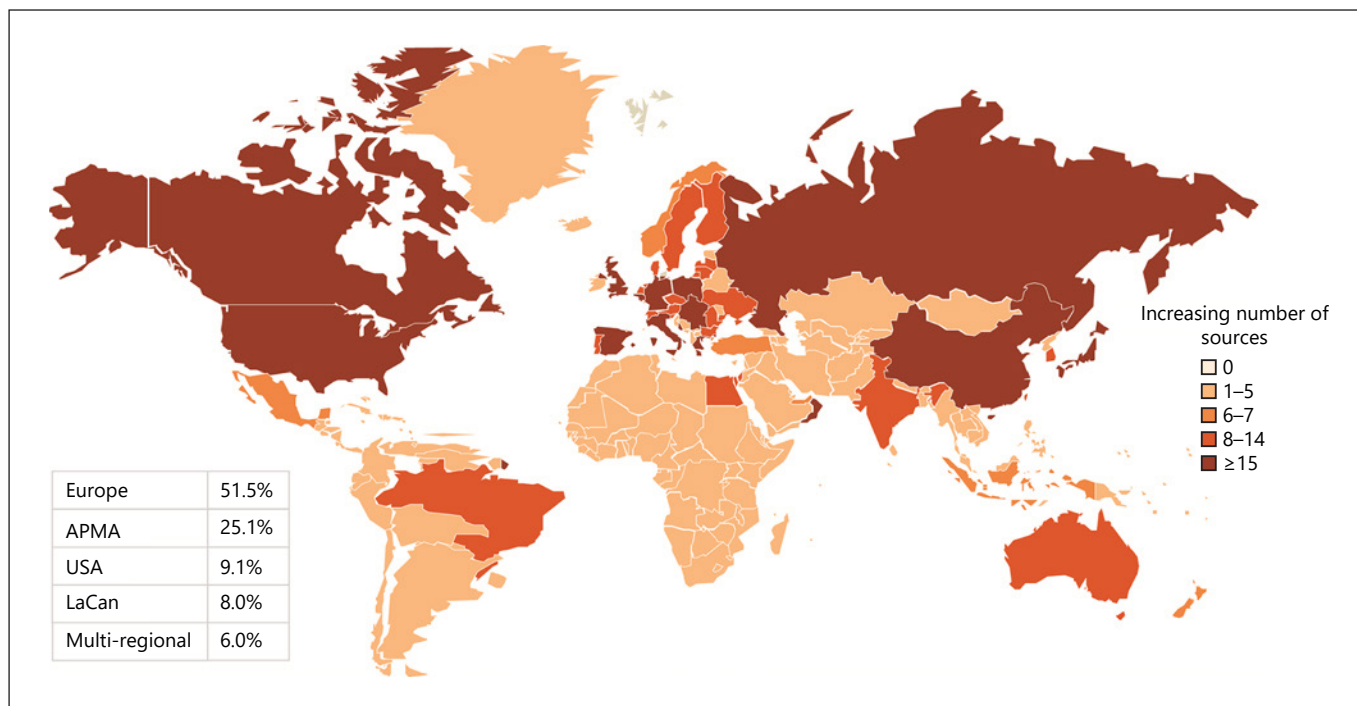 Increasing number of
sources
0
1–5
6–7
8–14
≥15
Europe 51.5%
APMA 25.1%
USA 9.1%
LaCan 8.0%
Multi-regional 6.0%